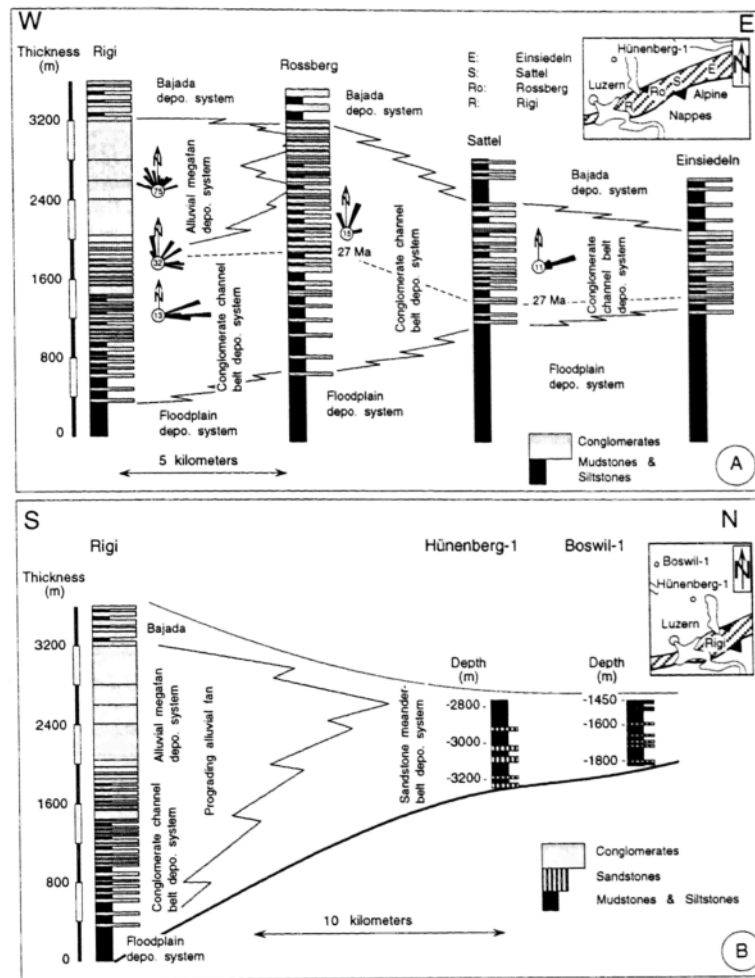 W
E
Thickness
(m)
Rigi
Rossberg
Sattel
Einsiedeln
E: Einsiedeln
S: Sattel
Ro: Rossberg
R: Rigi
Hünenberg-1
Luzern
R
Ro
S
E
Alpine
Nappes
N
3200
2400
1600
800
0
Bajada
depo. system
Bajada
depo. system
Bajada
depo. system
Alluvial megafan
depo. system
Conglomerate channel
belt depo. system
Conglomerate channel
belt depo. system
Conglomerate
channel belt
depo. system
N
75
N
32
N
13
N
15
N
11
27 Ma
27 Ma
Floodplain
depo. system
Floodplain
depo. system
Floodplain
depo. system
5 kilometers
Conglomerates
Mudstones &
Siltstones
A
S
N
Rigi
Hünenberg-1
Boswil-1
Thickness
(m)
3200
2400
1600
800
0
Bajada
Alluvial megafan
depo. system
Conglomerate channel
belt depo. system
Prograding alluvial fan
Floodplain
depo. system
Sandstone meander-
belt depo. system
Depth
(m)
-2800
-3000
-3200
Depth
(m)
-1450
-1600
-1800
Boswil-1
Hünenberg-1
Luzern
Rigi
N
10 kilometers
Conglomerates
Sandstones
Mudstones & Siltstones
B